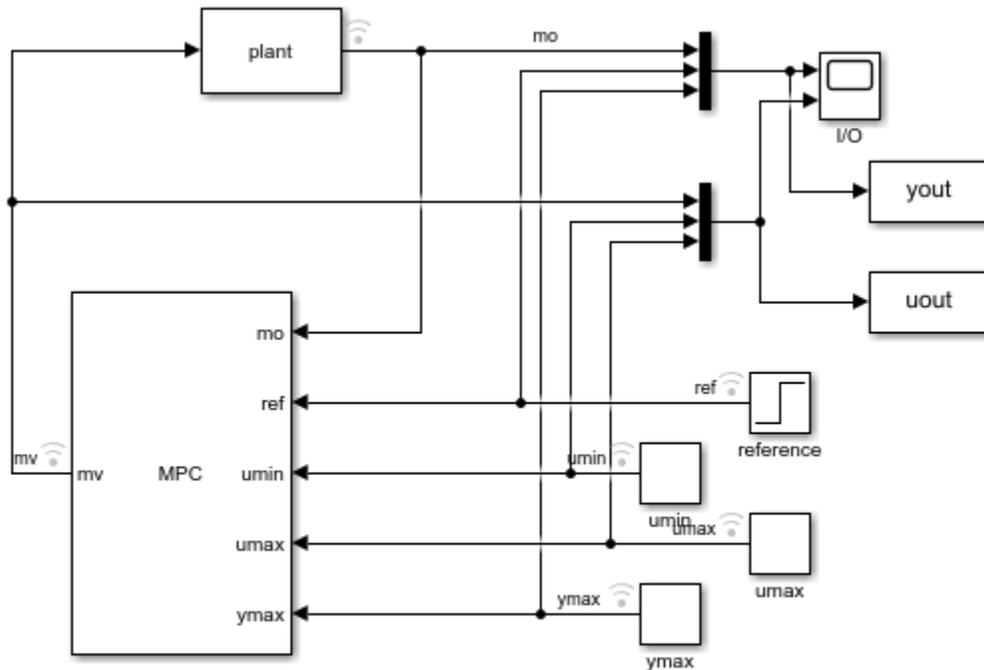 plant
mo
I/O
yout
uout
mo
ref
ref
reference
mv
mv
MPC
umin
umin
umin
umax
umax
umax
ymax
ymax
ymax